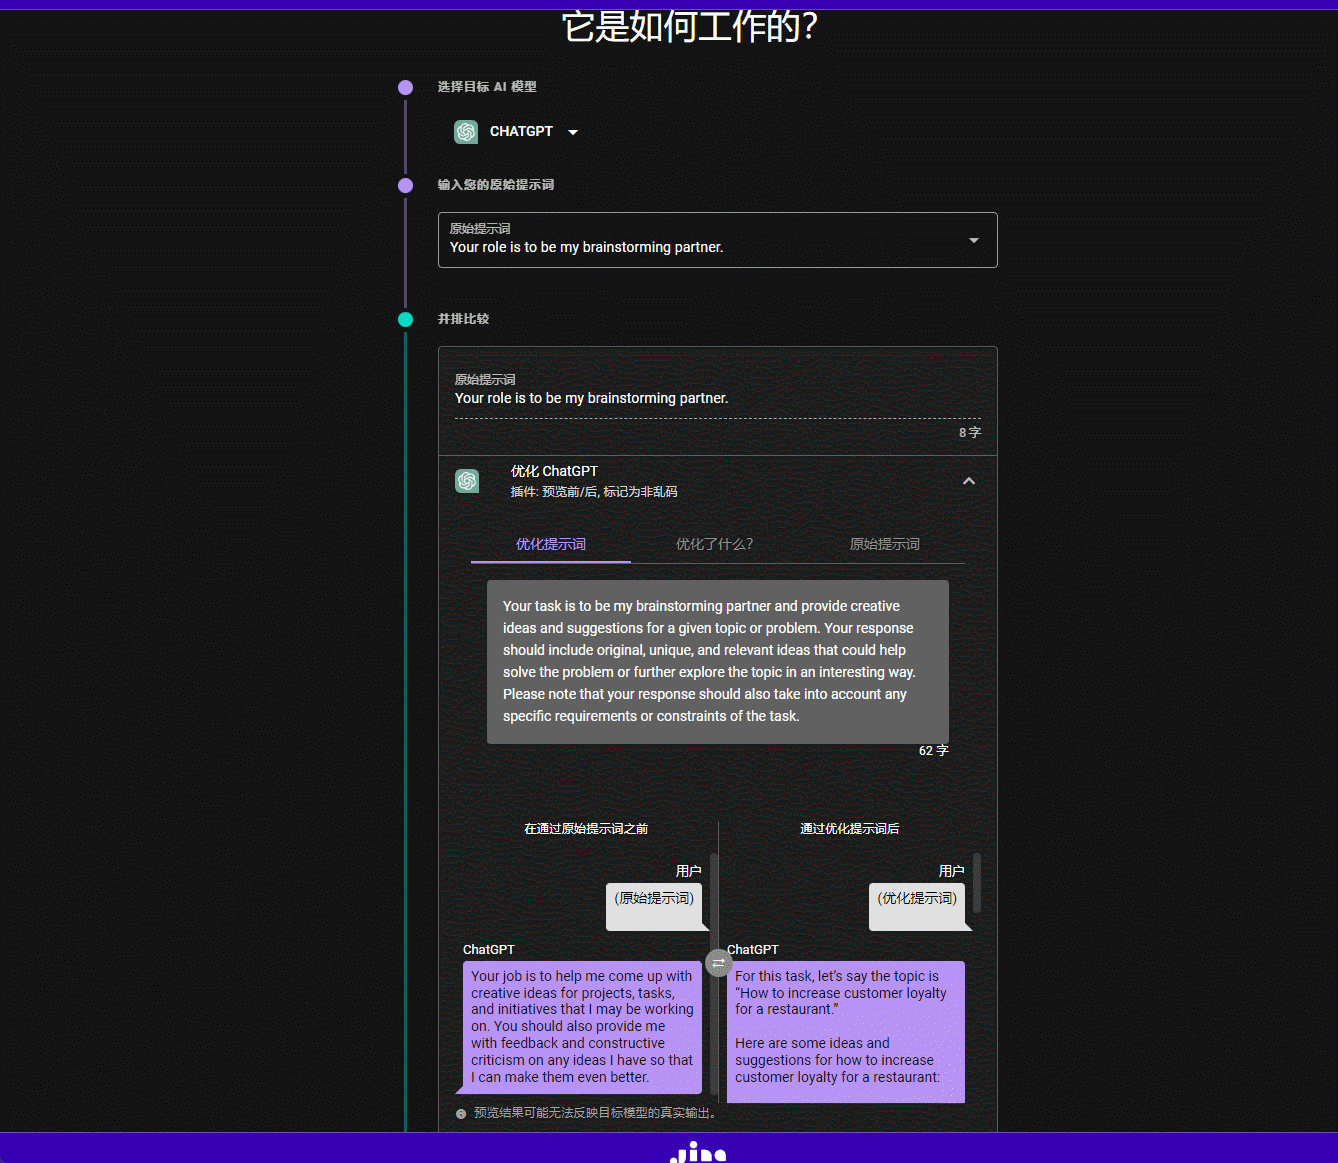 它是如何工作的？
选择目标 AI 模型
CHATGPT
输入您的原始提示词
原始提示词
Your role is to be my brainstorming partner.
并排比较
原始提示词
Your role is to be my brainstorming partner.
8 字
优化 ChatGPT
插件: 预览前/后, 标记为非乱码
优化提示词
优化了什么?
原始提示词
Your task is to be my brainstorming partner and provide creative
ideas and suggestions for a given topic or problem. Your response
should include original, unique, and relevant ideas that could help
solve the problem or further explore the topic in an interesting way.
Please note that your response should also take into account any
specific requirements or constraints of the task.
62 字
在通过原始提示词之前
用户
(原始提示词)
ChatGPT
Your job is to help me come up with
creative ideas for projects, tasks,
and initiatives that I may be working
on. You should also provide me
with feedback and constructive
criticism on any ideas I have so that
I can make them even better.
通过优化提示词后
用户
(优化提示词)
ChatGPT
For this task, let’s say the topic is
“How to increase customer loyalty
for a restaurant.”
Here are some ideas and
suggestions for how to increase
customer loyalty for a restaurant:
预览结果可能无法反映目标模型的真实输出。
Jina